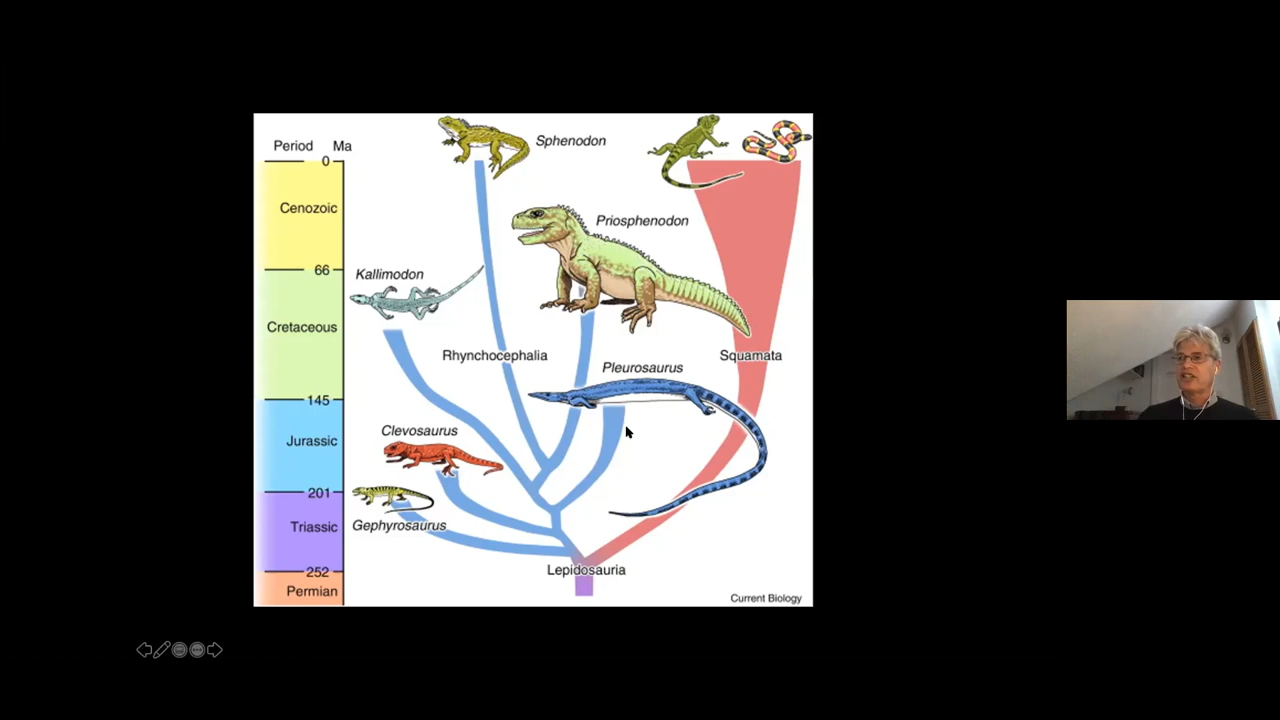 Period Ma
Sphenodon
0
Cenozoic
Priosphenodon
66
Kallimodon
Cretaceous
Rhynchocephalia
Squamata
Pleurosaurus
145
Clevosaurus
Jurassic
201
Triassic
Gephyrosaurus
252
Lepidosauria
Permian
Current Biology